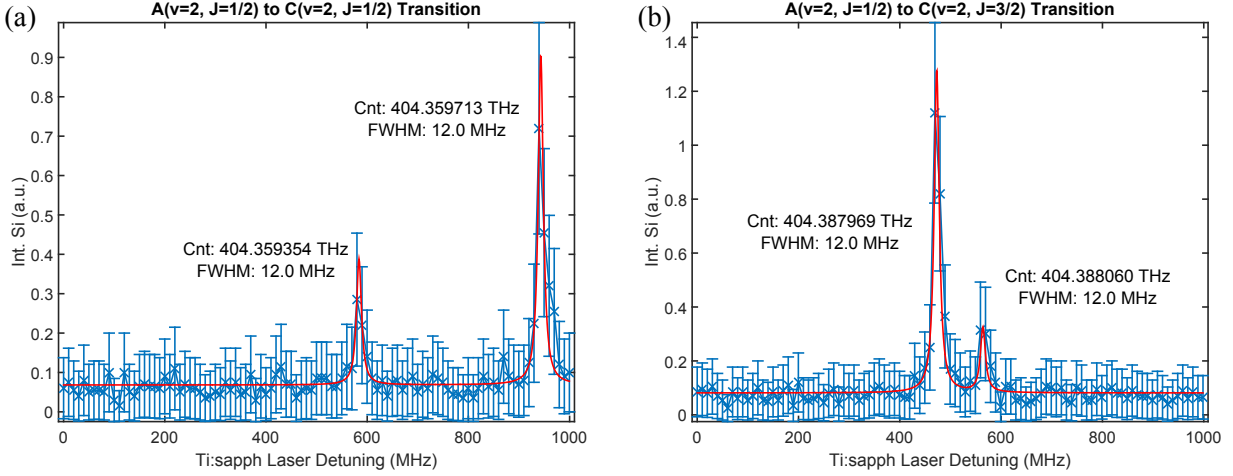 (a)
A(v=2, J=1/2) to C(v=2, J=1/2) Transition
Int. Si (a.u.)
0.9
0.8
0.7
0.6
0.5
0.4
0.3
0.2
0.1
0
Cnt: 404.359713 THz
FWHM: 12.0 MHz
Cnt: 404.359354 THz
FWHM: 12.0 MHz
0 200 400 600 800 1000
Ti:sapph Laser Detuning (MHz)
(b)
A(v=2, J=1/2) to C(v=2, J=3/2) Transition
Int. Si (a.u.)
1.4
1.2
1
0.8
0.6
0.4
0.2
0
Cnt: 404.387969 THz
FWHM: 12.0 MHz
Cnt: 404.388060 THz
FWHM: 12.0 MHz
0 200 400 600 800 1000
Ti:sapph Laser Detuning (MHz)